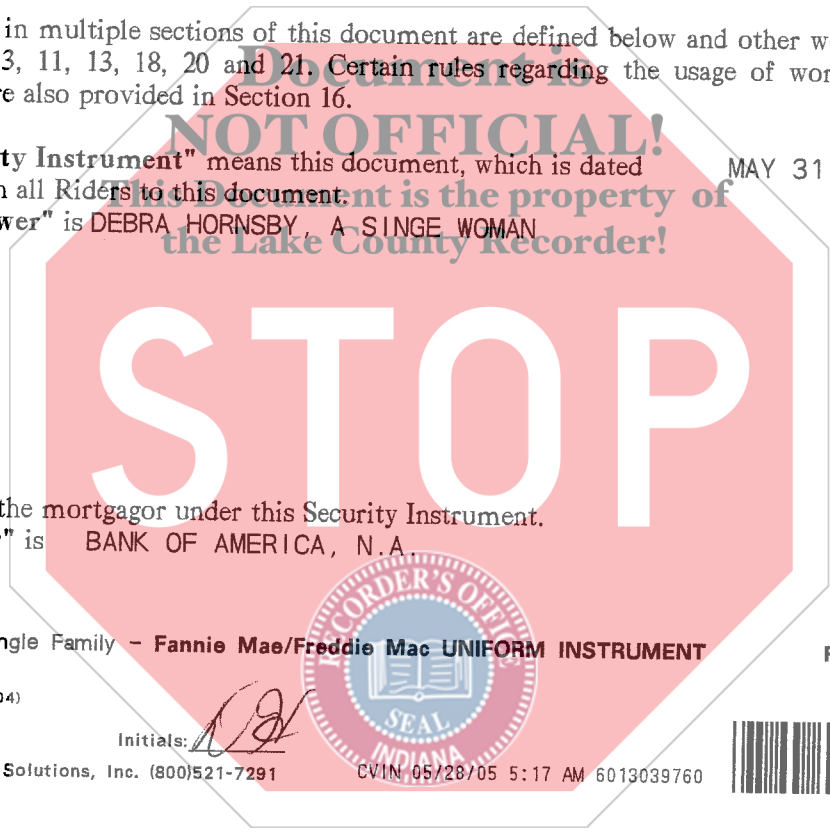 in multiple sections of this document are defined below and other w
3, 11, 13, 18, 20 and 21. Certain rules regarding the usage of wor
e also provided in Section 16.
Document is
NOT OFFICIAL!
This Document is the property of
the Lake County Recorder!
ty Instrument" means this document, which is dated MAY 31
n all Riders to this document.
wer" is DEBRA HORNSBY, A SINGE WOMAN
STOP
the mortgagor under this Security Instrument.
" is BANK OF AMERICA, N.A.
RECORDER'S OFFICE
SEAL
INDIANA
ngle Family - Fannie Mae/Freddie Mac UNIFORM INSTRUMENT
04)
Initials: DH
Solutions, Inc. (800)521-7291 CVIN 05/28/05 5:17 AM 6013039760